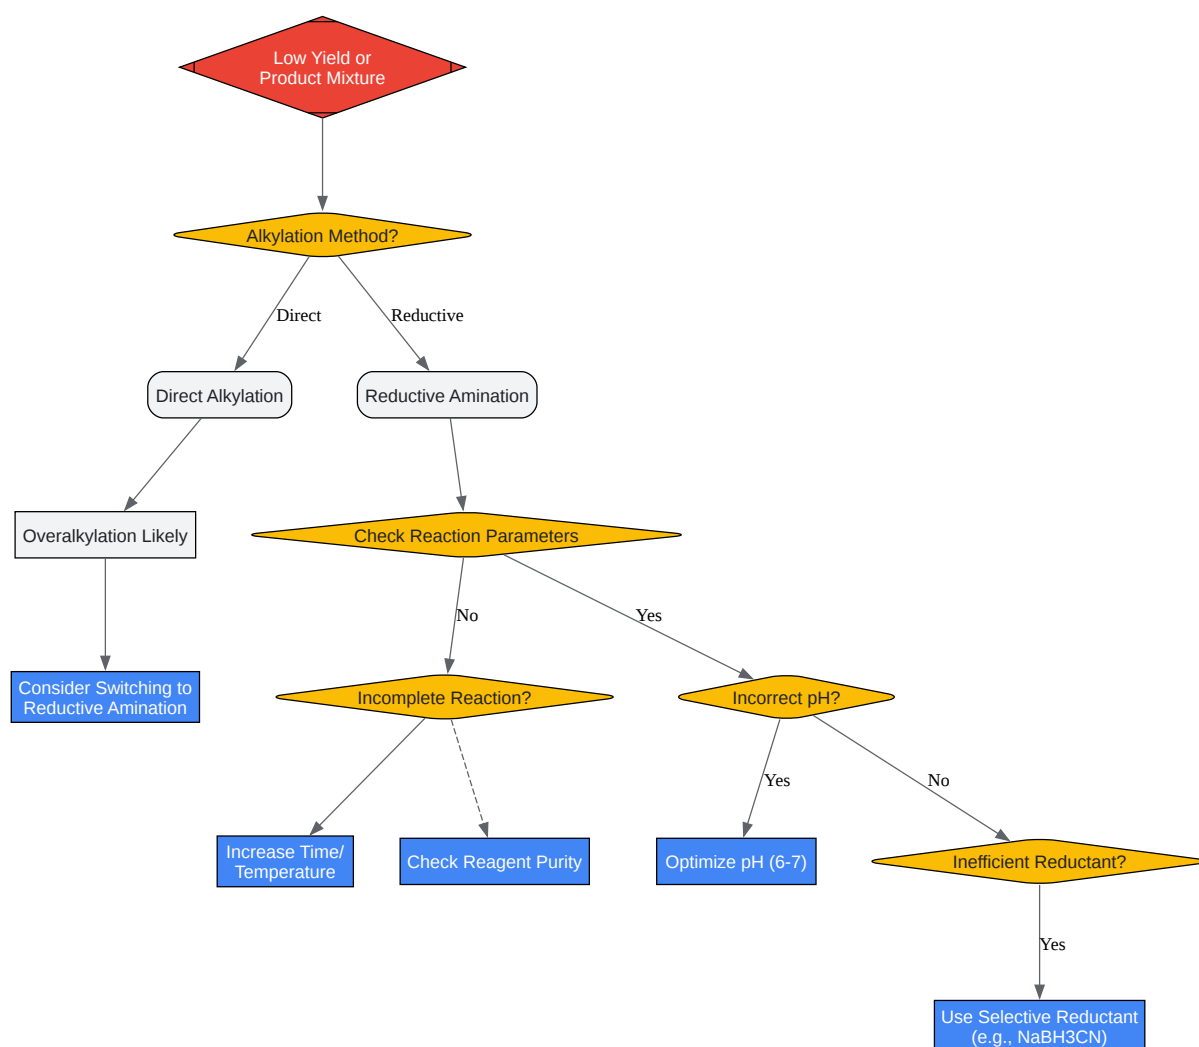 Low Yield or
Product Mixture
Alkylation Method?
Direct
Reductive
Direct Alkylation
Reductive Amination
Overalkylation Likely
Check Reaction Parameters
No
Yes
Consider Switching to
Reductive Amination
Incomplete Reaction?
Incorrect pH?
Yes
No
Increase Time/
Temperature
Check Reagent Purity
Optimize pH (6-7)
Inefficient Reductant?
Yes
Use Selective Reductant
(e.g., NaBH3CN)